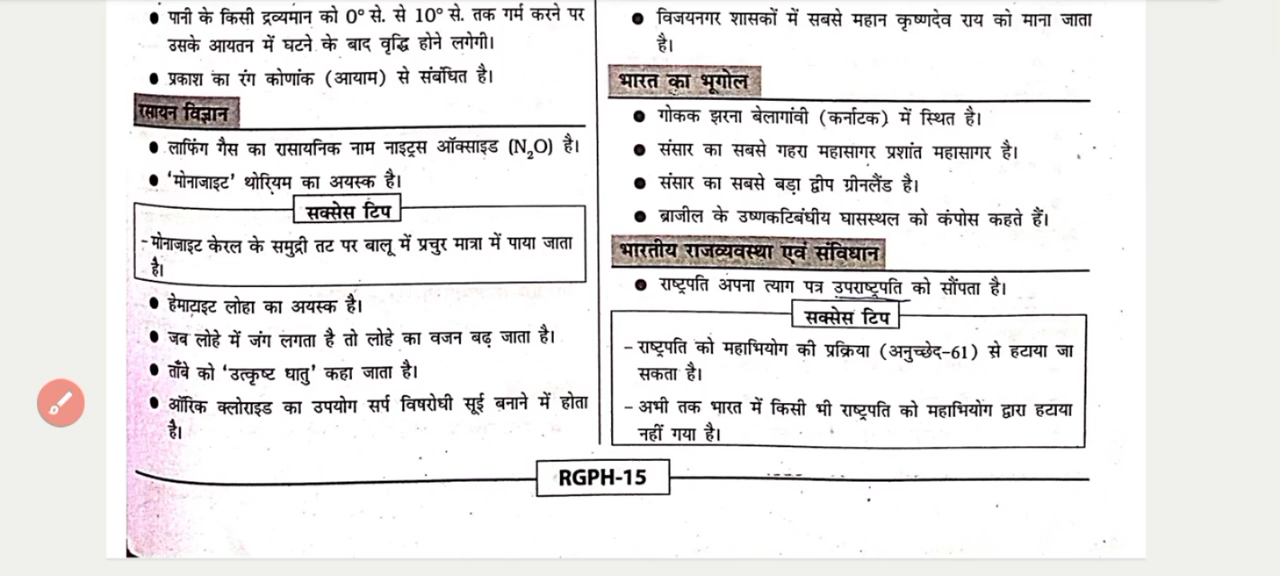 • पानी के किसी द्रव्यमान को 0° से. से 10° से. तक गर्म करने पर
उसके आयतन में घटने के बाद वृद्धि होने लगेगी।
• प्रकाश का रंग कोणांक (आयाम) से संबंधित है।
रसायन विज्ञान
• लाफिंग गैस का रासायनिक नाम नाइट्रस ऑक्साइड (N₂O) है।
• 'मोनाजाइट' थोरियम का अयस्क है।
सक्सेस टिप
- मोनाजाइट केरल के समुद्री तट पर बालू में प्रचुर मात्रा में पाया जाता
है।
• हेमाटाइट लोहा का अयस्क है।
• जब लोहे में जंग लगता है तो लोहे का वजन बढ़ जाता है।
• ताँबे को 'उत्कृष्ट धातु' कहा जाता है।
• ऑरिक क्लोराइड का उपयोग सर्प विषरोधी सूई बनाने में होता
है।
• विजयनगर शासकों में सबसे महान कृष्णदेव राय को माना जाता
है।
भारत का भूगोल
• गोकक झरना बेलागांवी (कर्नाटक) में स्थित है।
• संसार का सबसे गहरा महासागर प्रशांत महासागर है।
• संसार का सबसे बड़ा द्वीप ग्रीनलैंड है।
• ब्राजील के उष्णकटिबंधीय घासस्थल को कंपोस कहते हैं।
भारतीय राजव्यवस्था एवं संविधान
• राष्ट्रपति अपना त्याग पत्र उपराष्ट्रपति को सौंपता है।
सक्सेस टिप
- राष्ट्रपति को महाभियोग की प्रक्रिया (अनुच्छेद-61) से हटाया जा
सकता है।
- अभी तक भारत में किसी भी राष्ट्रपति को महाभियोग द्वारा हटाया
नहीं गया है।
RGPH-15